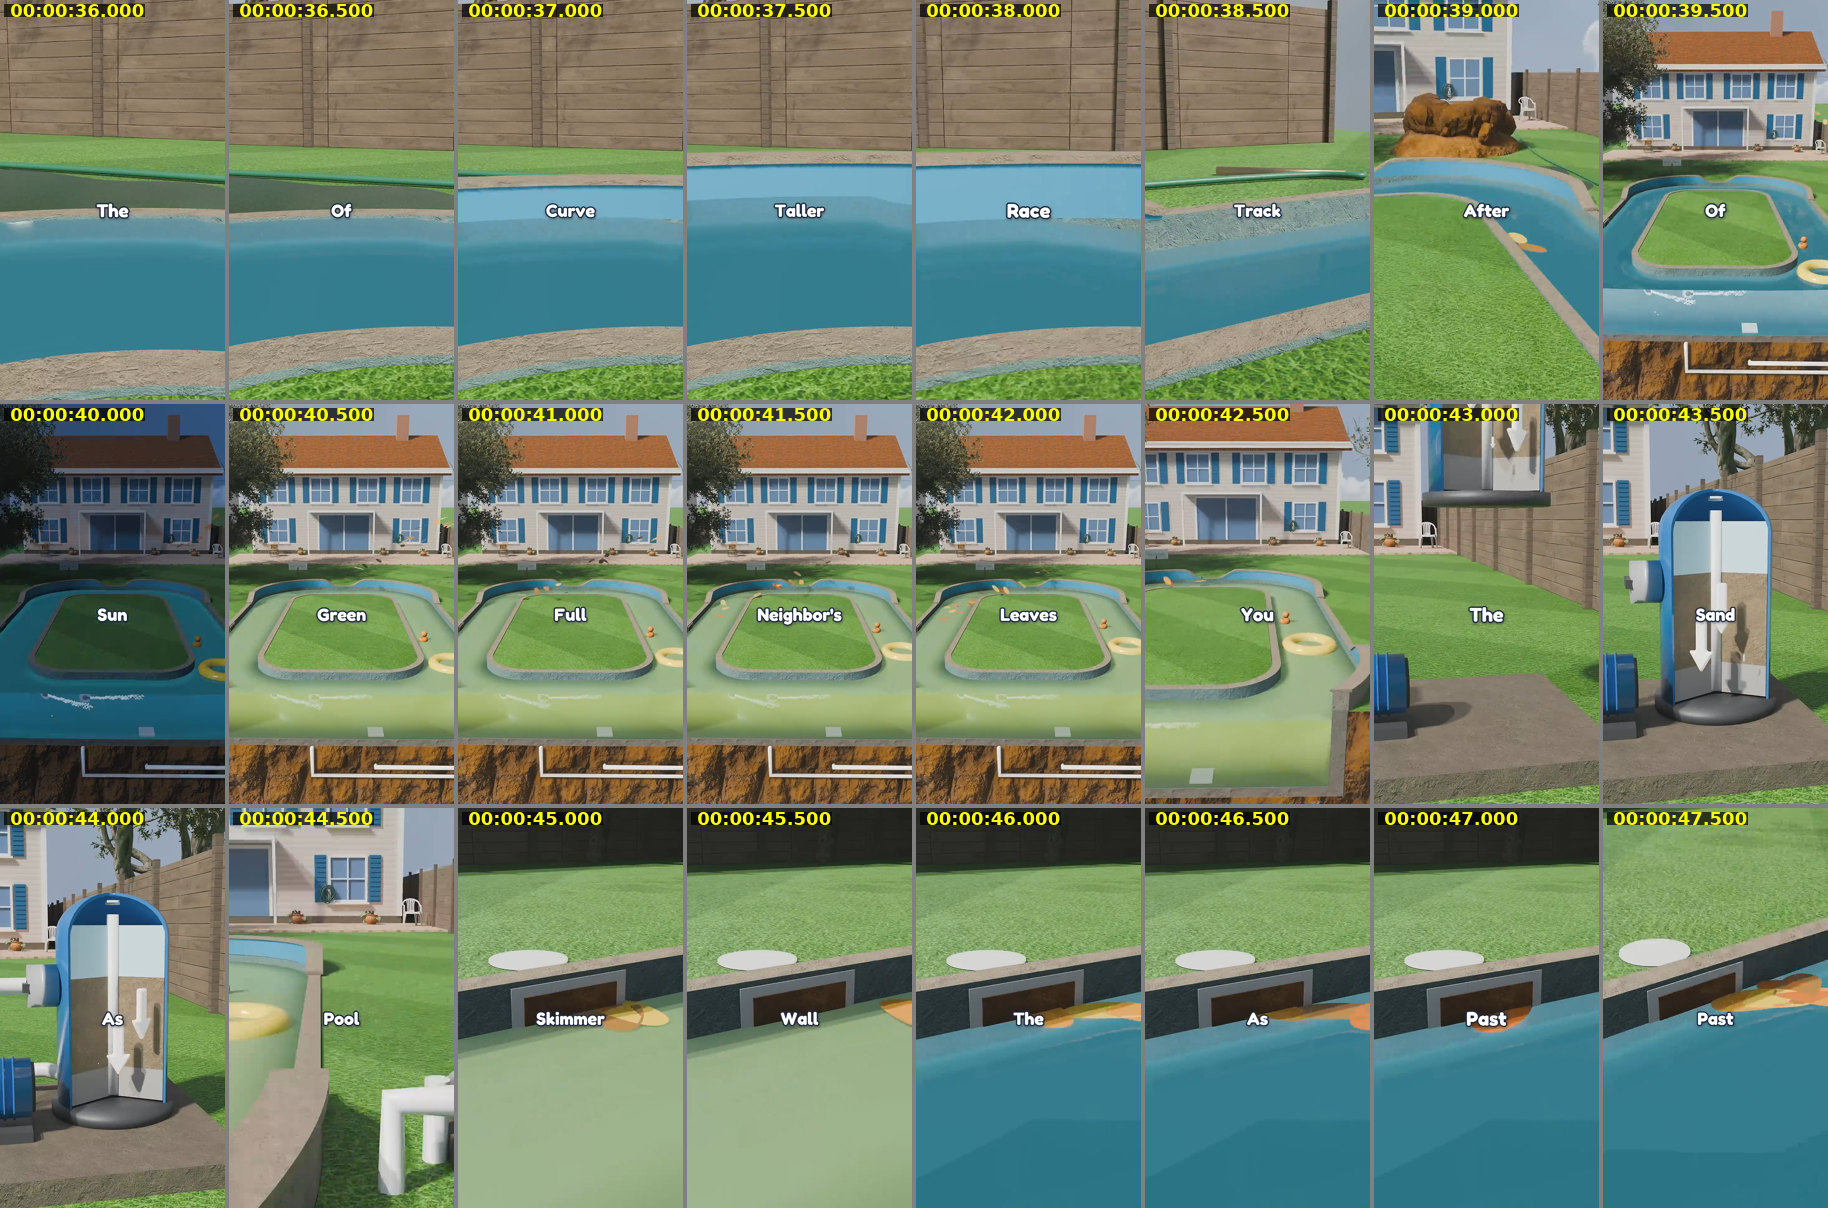 00:00:36.000
The
00:00:36.500
Of
00:00:37.000
Curve
00:00:37.500
Taller
00:00:38.000
Race
00:00:38.500
Track
00:00:39.000
After
00:00:39.500
Of
00:00:40.000
Sun
00:00:40.500
Green
00:00:41.000
Full
00:00:41.500
Neighbor's
00:00:42.000
Leaves
00:00:42.500
You
00:00:43.000
The
00:00:43.500
Sand
00:00:44.000
As
00:00:44.500
Pool
00:00:45.000
Skimmer
00:00:45.500
Wall
00:00:46.000
The
00:00:46.500
As
00:00:47.000
Past
00:00:47.500
Past